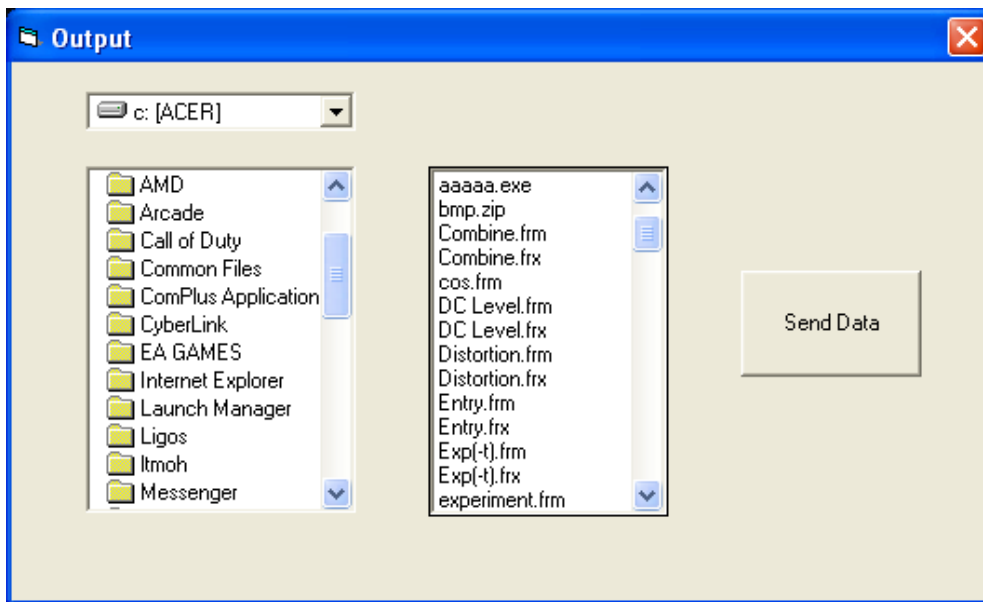 Output
c: [ACER]
AMD
Arcade
Call of Duty
Common Files
ComPlus Application
CyberLink
EA GAMES
Internet Explorer
Launch Manager
Ligos
ltmoh
Messenger
aaaaa.exe
bmp.zip
Combine.frm
Combine.frx
cos.frm
DC Level.frm
DC Level.frx
Distortion.frm
Distortion.frx
Entry.frm
Entry.frx
Exp(-t).frm
Exp(-t).frx
experiment.frm
Send Data